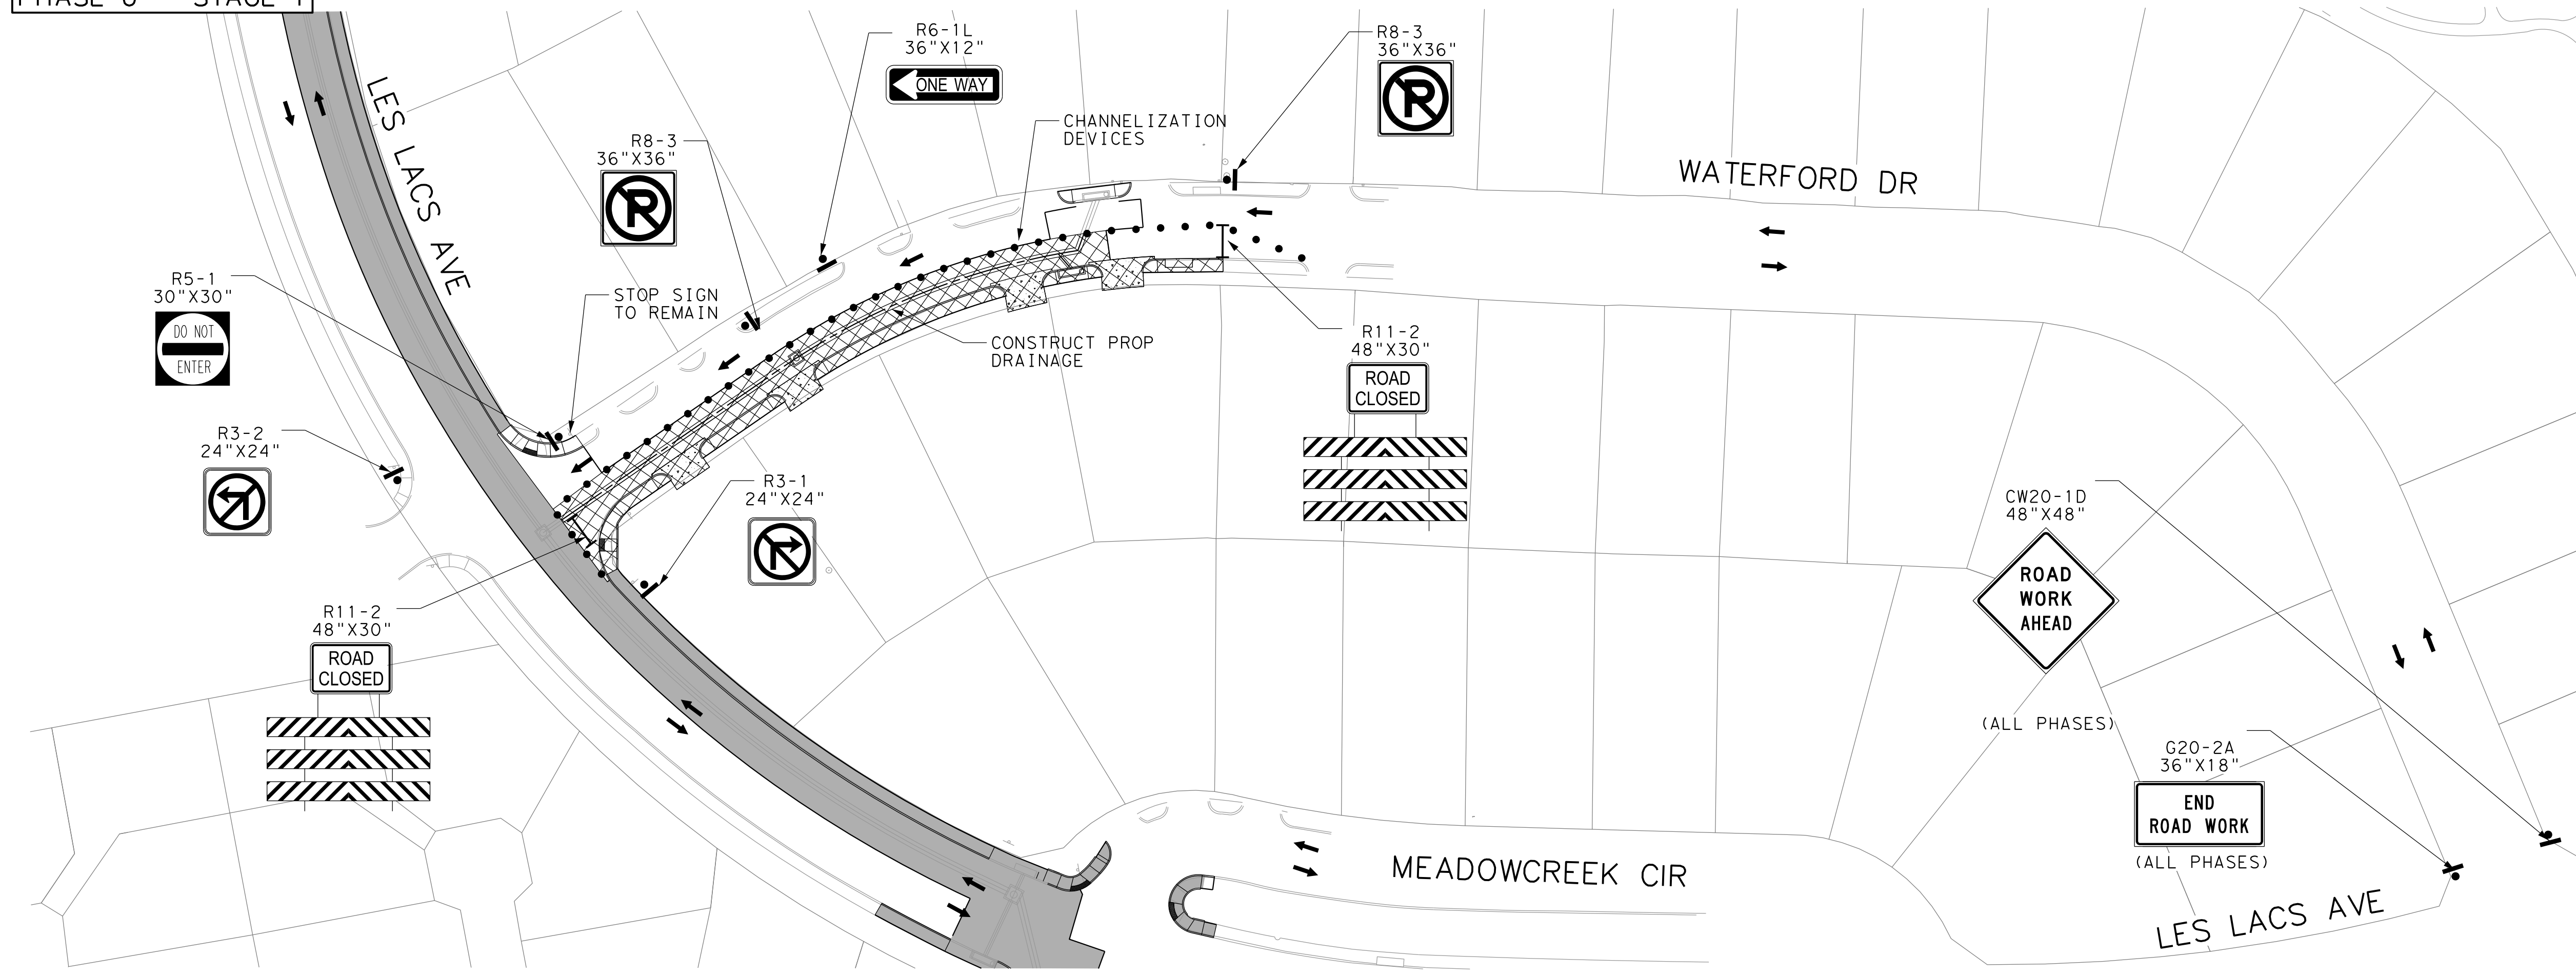 PHASE 6 STAGE 1
LES LACS AVE
R6-1L
36"X12"
ONE WAY
R8-3
36"X36"
CHANNELIZATION
DEVICES
R8-3
36"X36"
WATERFORD DR
R5-1
30"X30"
DO NOT
ENTER
STOP SIGN
TO REMAIN
CONSTRUCT PROP
DRAINAGE
R11-2
48"X30"
ROAD
CLOSED
R3-2
24"X24"
R3-1
24"X24"
CW20-1D
48"X48"
ROAD
WORK
AHEAD
(ALL PHASES)
R11-2
48"X30"
ROAD
CLOSED
G20-2A
36"X18"
END
ROAD WORK
(ALL PHASES)
MEADOWCREEK CIR
LES LACS AVE